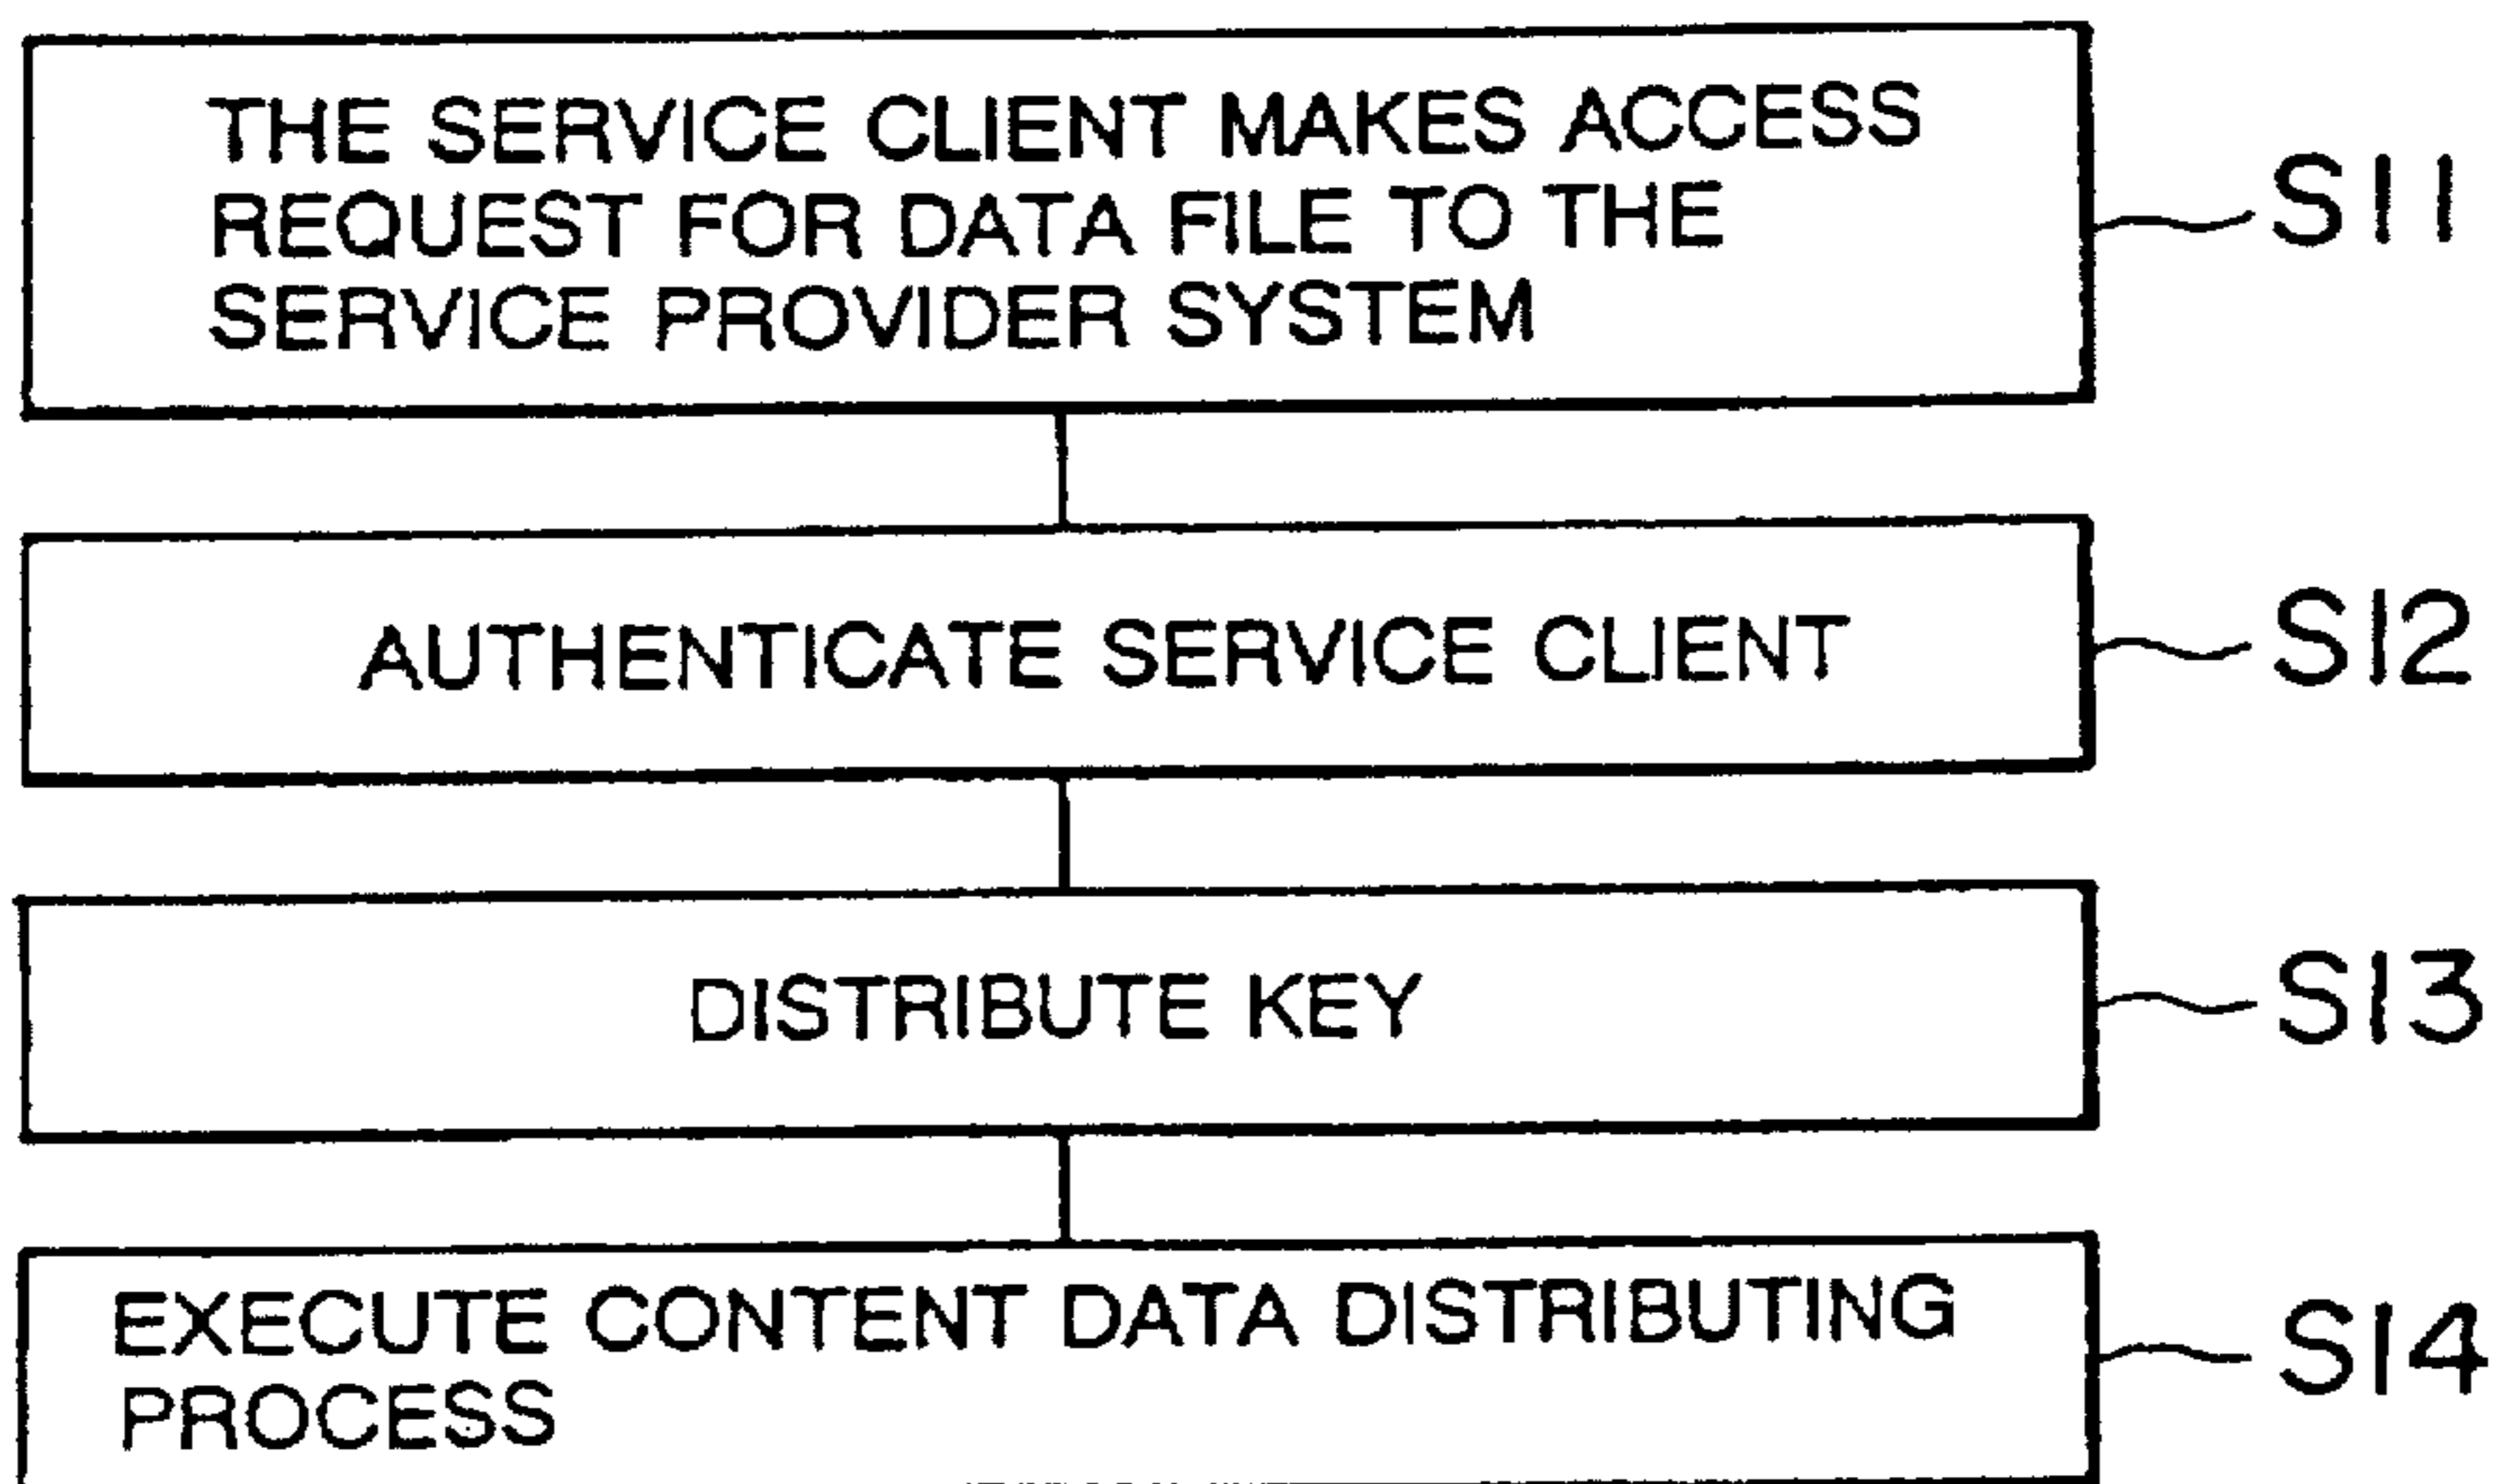 THE SERVICE CLIENT MAKES ACCESS
REQUEST FOR DATA FILE TO THE
SERVICE PROVIDER SYSTEM
S11
AUTHENTICATE SERVICE CLIENT
S12
DISTRIBUTE KEY
S13
EXECUTE CONTENT DATA DISTRIBUTING
PROCESS
S14